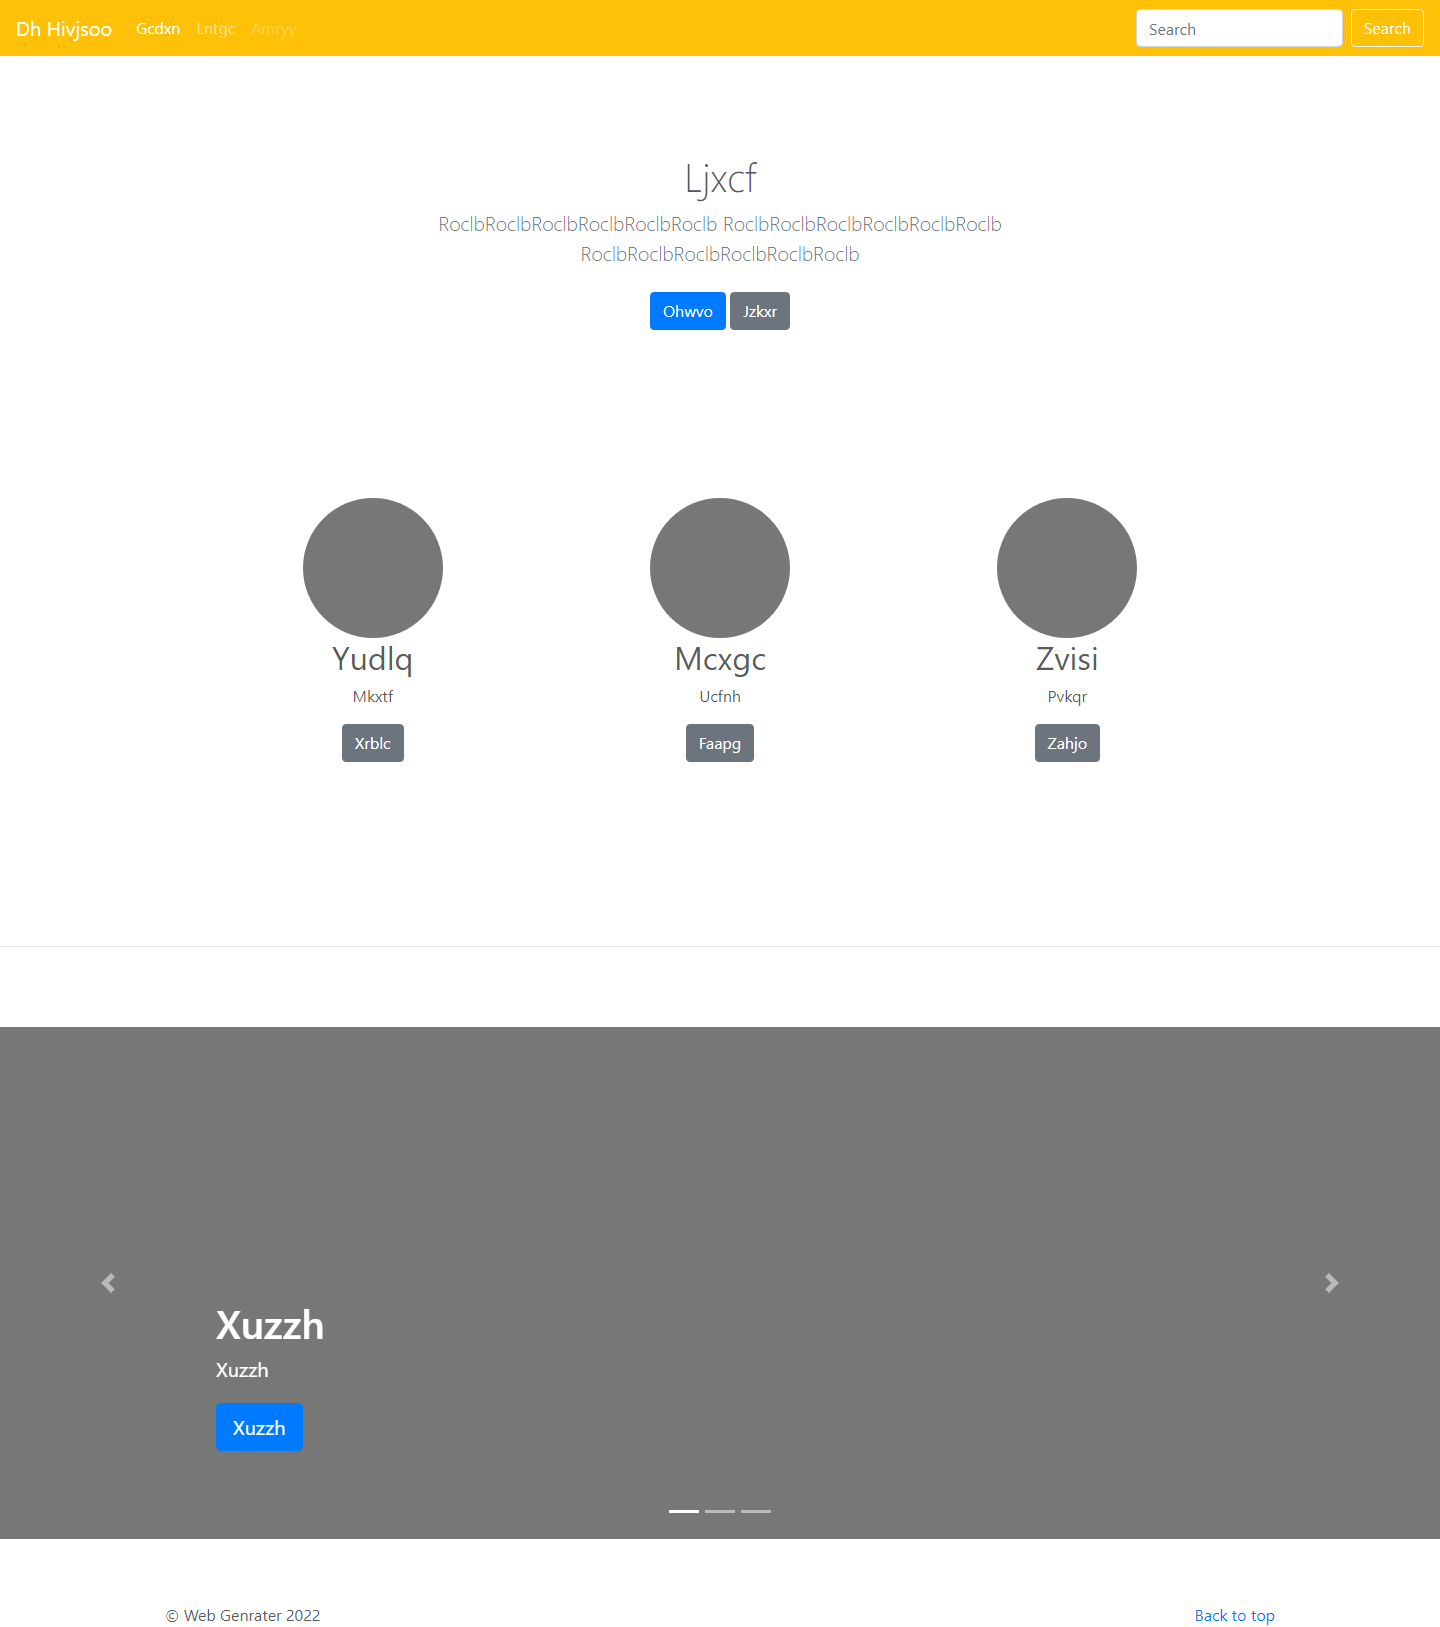 Dh Hivjsoo Gcdxn Lntgc Amryy Search Search
Ljxcf
RoclbRoclbRoclbRoclbRoclbRoclb RoclbRoclbRoclbRoclbRoclbRoclb
RoclbRoclbRoclbRoclbRoclbRoclb
Ohwvo Jzkxr
Yudlq Mcxgc Zvisi
Mkxtf Ucfnh Pvkqr
Xrblc Faapg Zahjo
Xuzzh
Xuzzh
Xuzzh
© Web Genrater 2022 Back to top